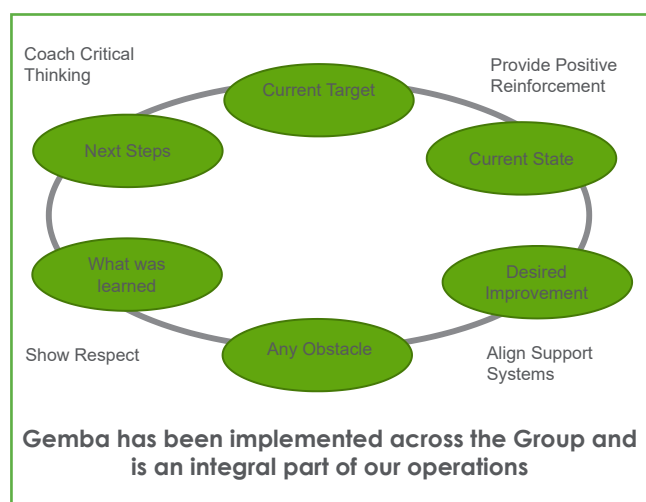 Coach Critical
Thinking
Current Target
Provide Positive
Reinforcement
Next Steps
Current State
What was
learned
Desired
Improvement
Any Obstacle
Show Respect
Align Support
Systems
Gemba has been implemented across the Group and
is an integral part of our operations